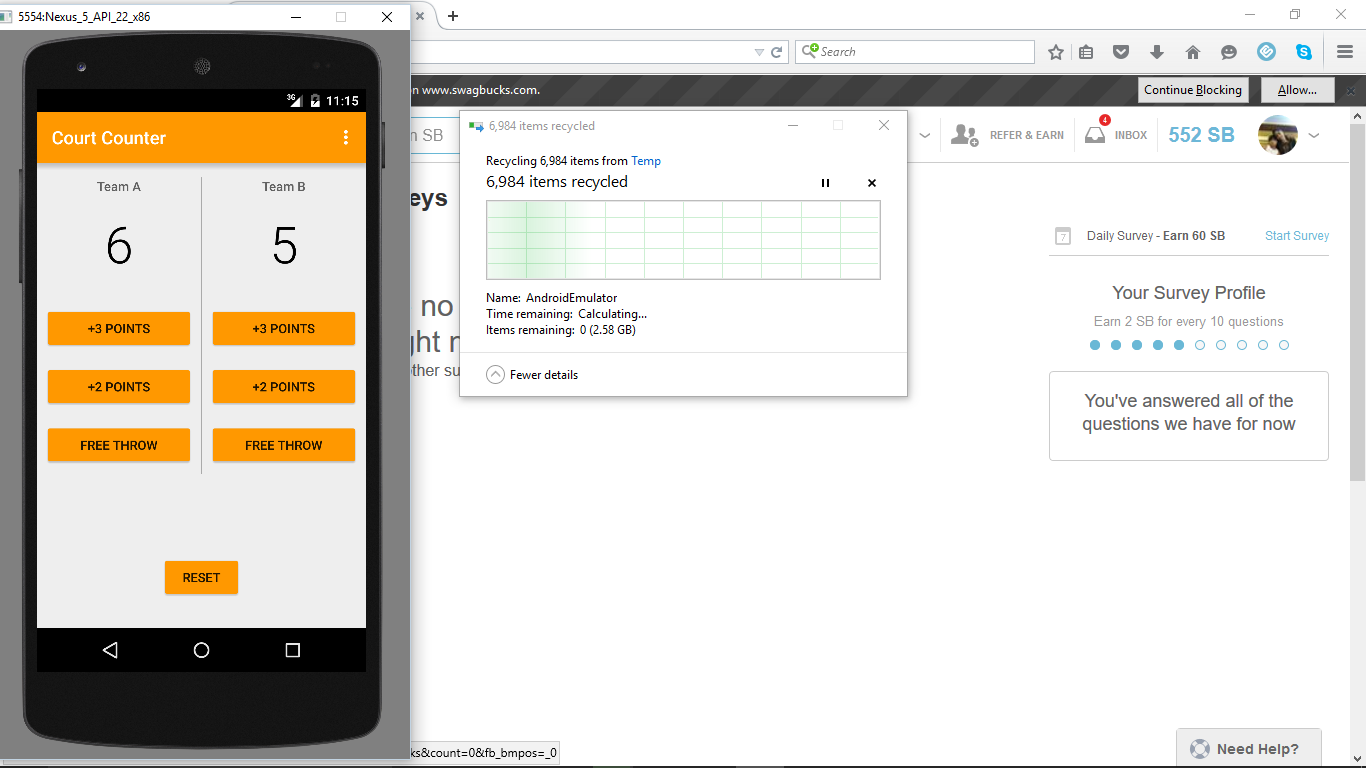 5554:Nexus_5_API_22_x86
3G 11:15
Court Counter
Team A
Team B
6
5
+3 POINTS
+3 POINTS
+2 POINTS
+2 POINTS
FREE THROW
FREE THROW
RESET
Search
on www.swagbucks.com.
Continue Blocking
Allow...
n SB
REFER & EARN
4
INBOX
552 SB
6,984 items recycled
Recycling 6,984 items from Temp
6,984 items recycled
Name: AndroidEmulator
Time remaining: Calculating...
Items remaining: 0 (2.58 GB)
Fewer details
eys
no
ght n
other su
7
Daily Survey - Earn 60 SB
Start Survey
Your Survey Profile
Earn 2 SB for every 10 questions
You've answered all of the
questions we have for now
ks&count=0&fb_bmpos=_0
Need Help?